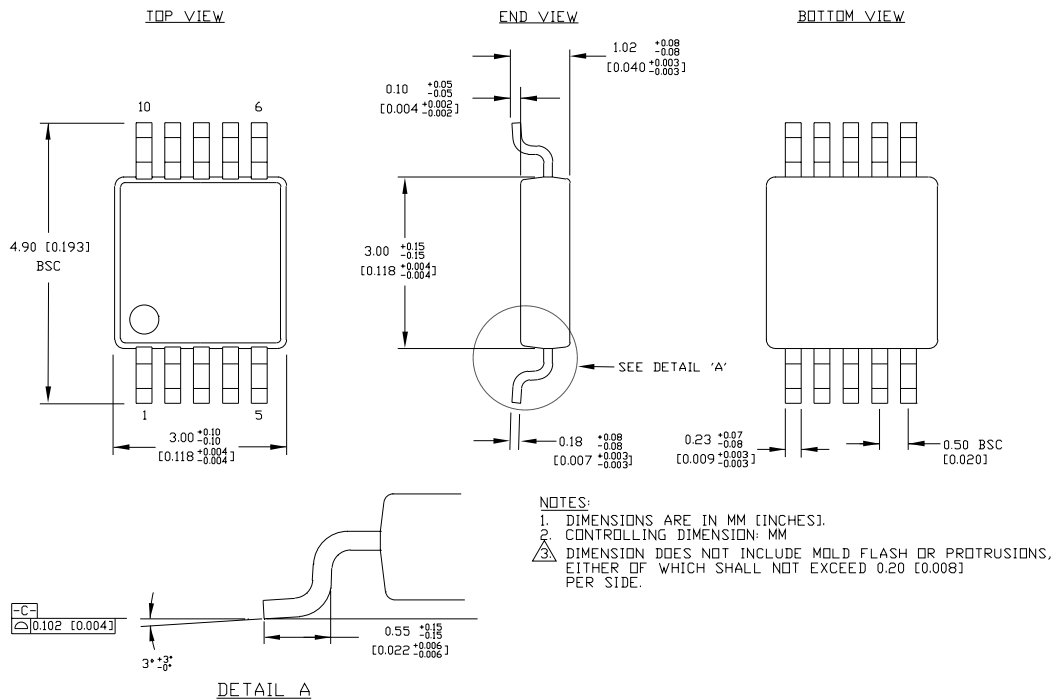 TOP VIEW
END VIEW
BOTTOM VIEW
10
6
4.90 [0.193]
BSC
1
5
3.00 +0.10 -0.10
[0.118 +0.004 -0.004]
1.02 +0.08 -0.08
[0.040 +0.003 -0.003]
0.10 +0.05 -0.05
[0.004 +0.002 -0.002]
3.00 +0.15 -0.15
[0.118 +0.004 -0.004]
SEE DETAIL 'A'
0.18 +0.08 -0.08
[0.007 +0.003 -0.003]
0.23 +0.07 -0.08
[0.009 +0.003 -0.003]
0.50 BSC
[0.020]
NOTES:
1. DIMENSIONS ARE IN MM [INCHES].
2. CONTROLLING DIMENSION: MM
3. DIMENSION DOES NOT INCLUDE MOLD FLASH OR PROTRUSIONS,
EITHER OF WHICH SHALL NOT EXCEED 0.20 [0.008]
PER SIDE.
-C-
0.102 [0.004]
3° +3° -0°
0.55 +0.15 -0.15
[0.022 +0.006 -0.006]
DETAIL A